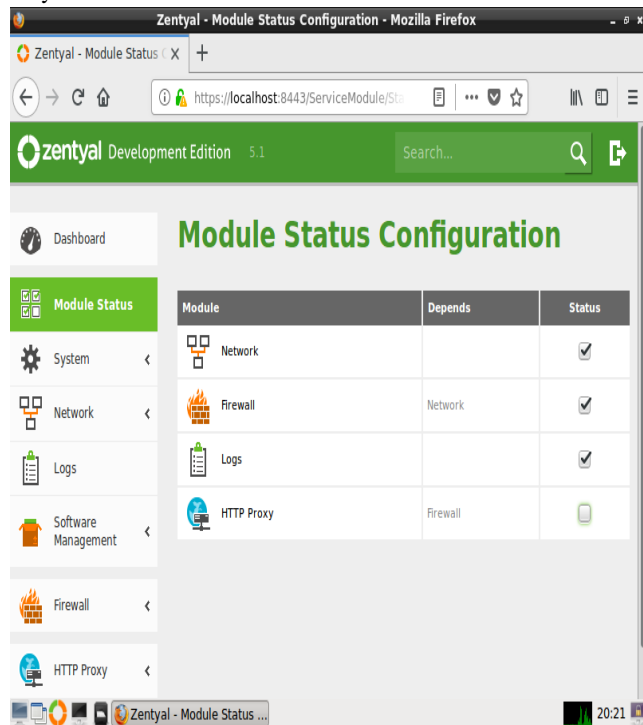 Zentyal - Module Status Configuration - Mozilla Firefox
Zentyal - Module Status C
https://localhost:8443/ServiceModule/Sta
zentyal Development Edition 5.1
Search...
Module Status Configuration
Dashboard
Module Status
System
Network
Logs
Software
Management
Firewall
HTTP Proxy
Module Depends Status
Network
Firewall Network
Logs
HTTP Proxy Firewall
Zentyal - Module Status ...
20:21